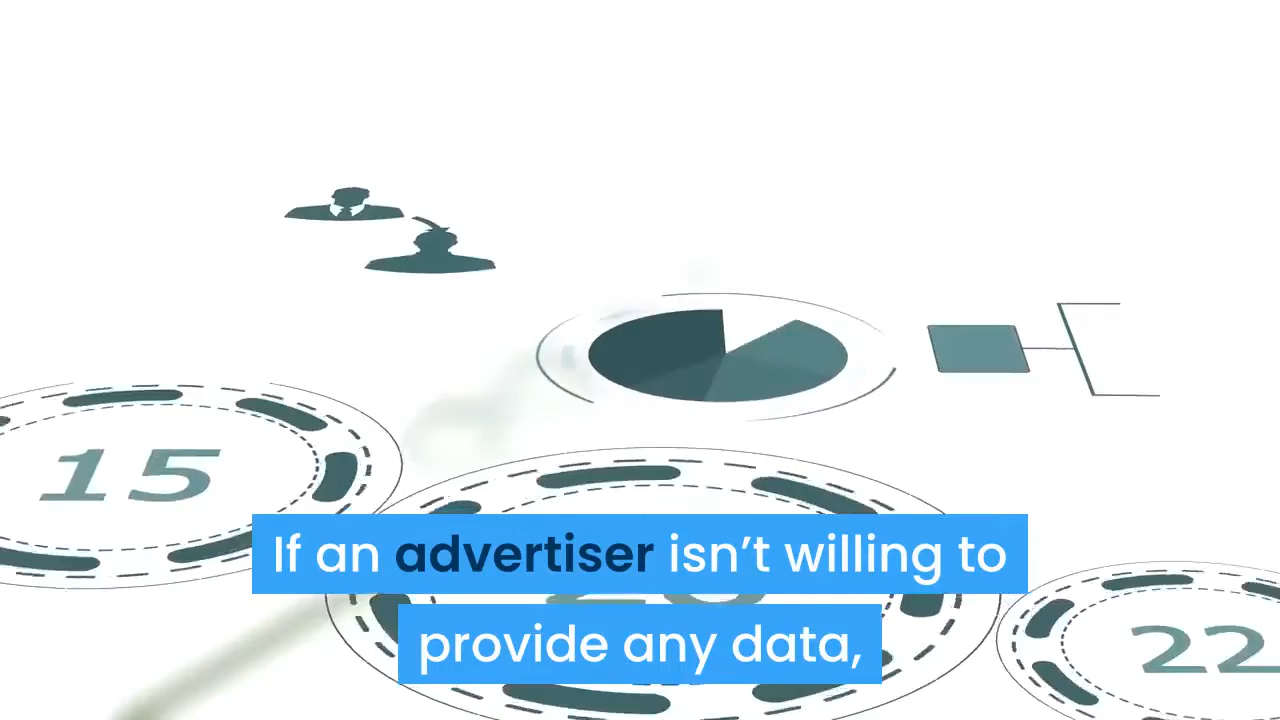 15
If an advertiser isn’t willing to
provide any data,
22